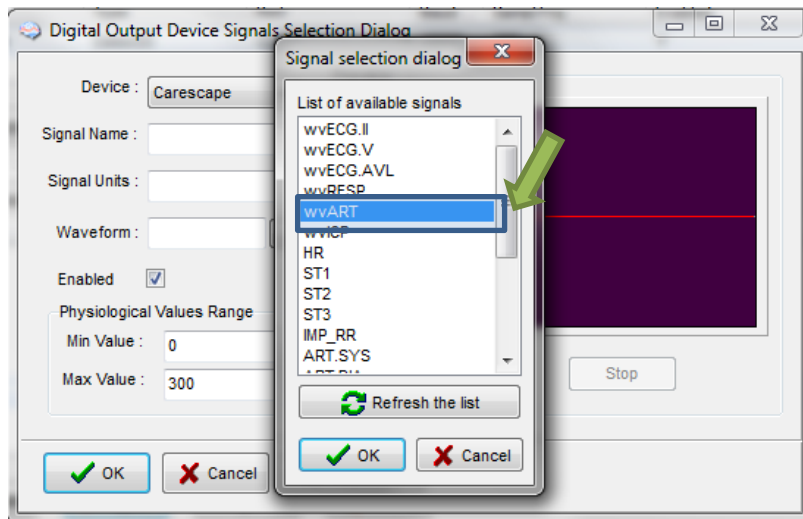 Digital Output Device Signals Selection Dialog
Signal selection dialog
Device :
Carescape
Signal Name :
Signal Units :
Waveform :
Enabled
Physiological Values Range
Min Value :
0
Max Value :
300
OK
Cancel
List of available signals
wvECG.II
wvECG.V
wvECG.AVL
wvRESP
wvART
wvICP
HR
ST1
ST2
ST3
IMP_RR
ART.SYS
Refresh the list
OK
Cancel
Stop